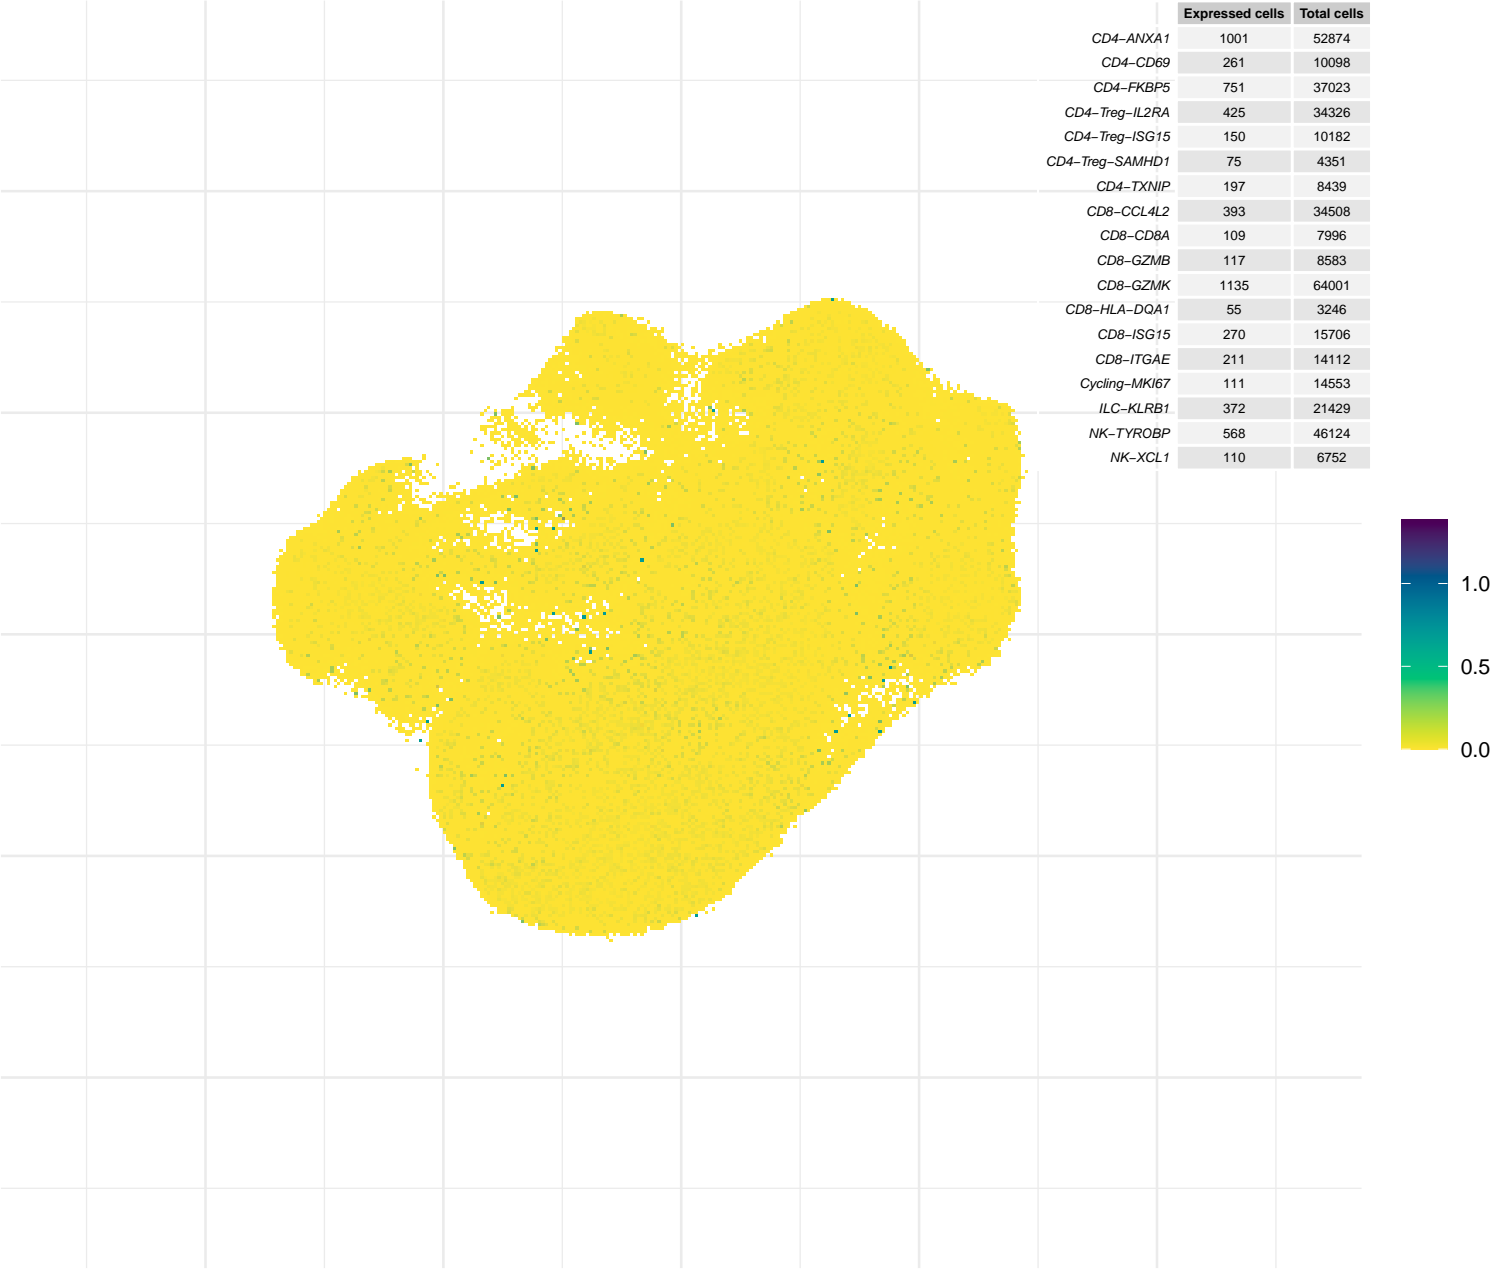 Expressed cells Total cells
CD4−ANXA1 1001 52874
CD4−CD69 261 10098
CD4−FKBP5 751 37023
CD4−Treg−IL2RA 425 34326
CD4−Treg−ISG15 150 10182
CD4−Treg−SAMHD1 75 4351
CD4−TXNIP 197 8439
CD8−CCL4L2 393 34508
CD8−CD8A 109 7996
CD8−GZMB 117 8583
CD8−GZMK 1135 64001
CD8−HLA−DQA1 55 3246
CD8−ISG15 270 15706
CD8−ITGAE 211 14112
Cycling−MKI67 111 14553
ILC−KLRB1 372 21429
NK−TYROBP 568 46124
NK−XCL1 110 6752
1.0
0.5
0.0